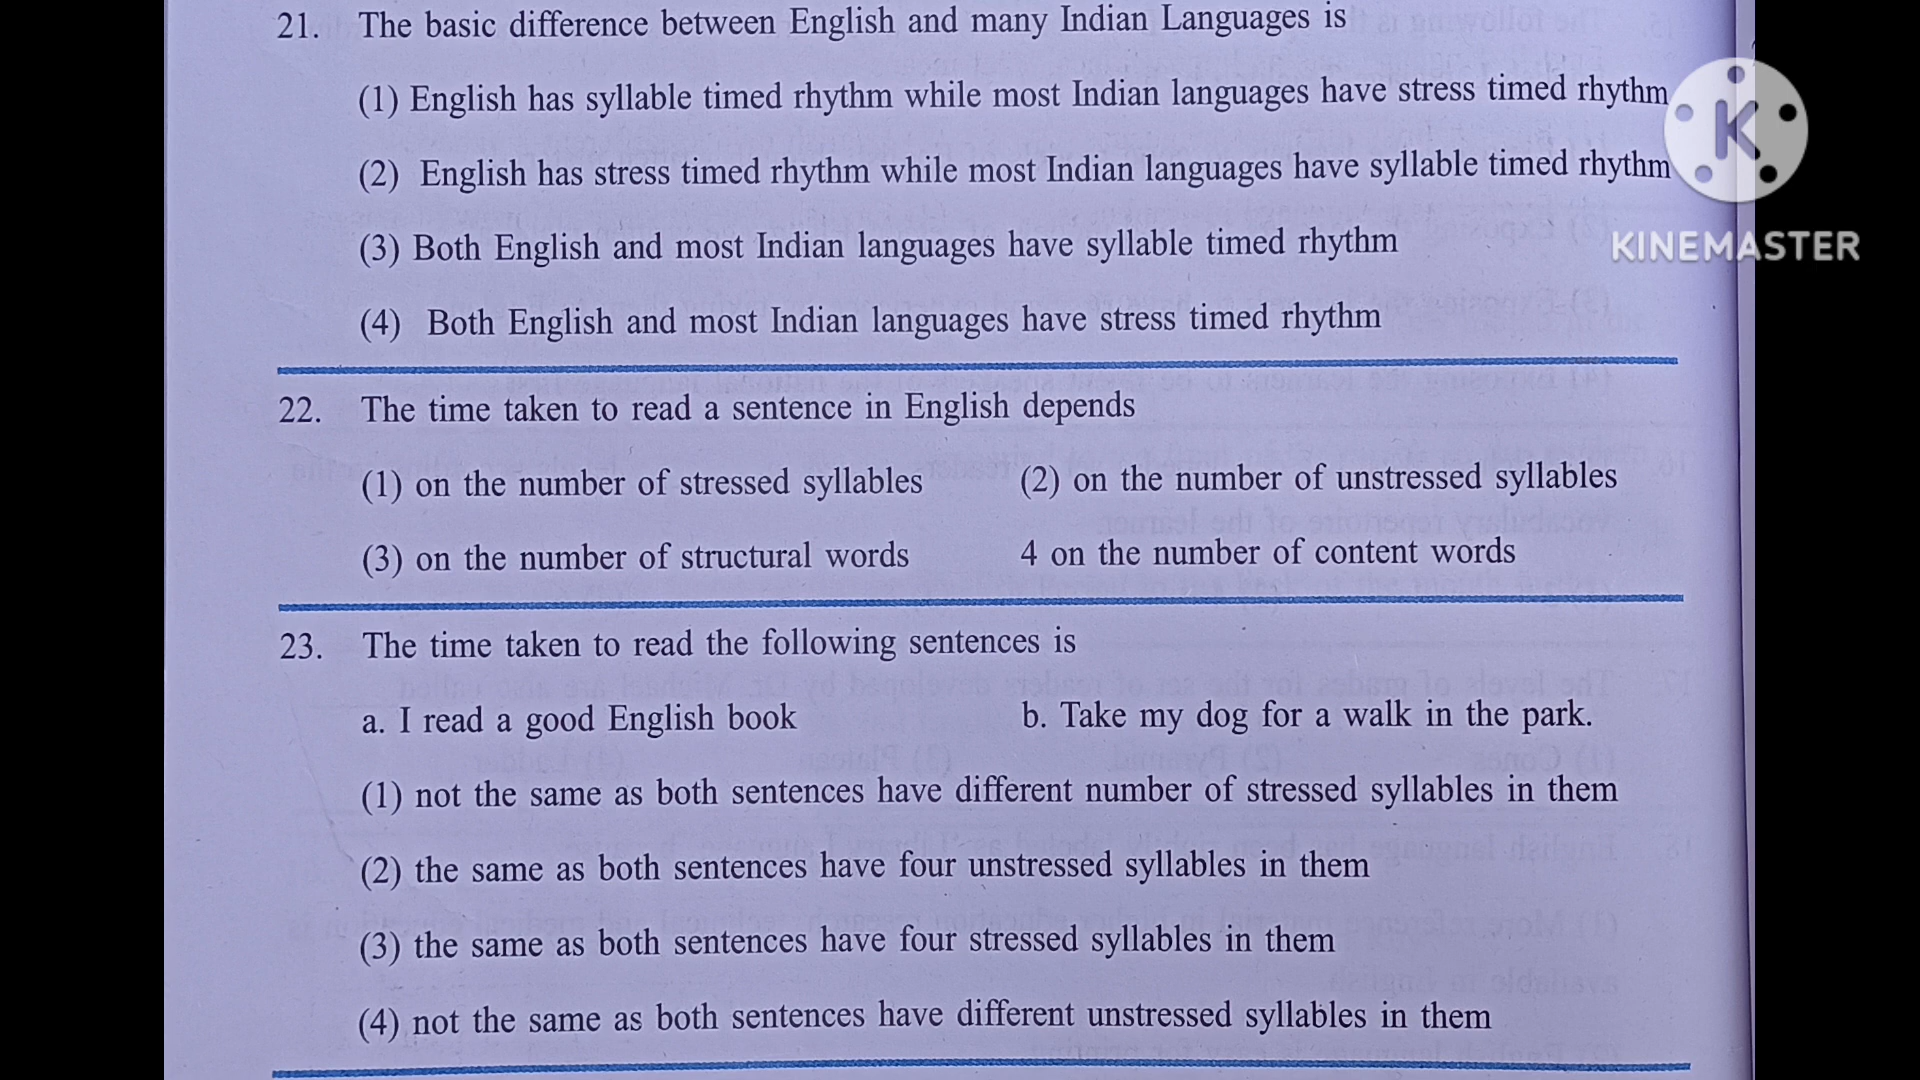 21. The basic difference between English and many Indian Languages is
(1) English has syllable timed rhythm while most Indian languages have stress timed rhythm
(2) English has stress timed rhythm while most Indian languages have syllable timed rhythm
K
KINEMASTER
(3) Both English and most Indian languages have syllable timed rhythm
(4) Both English and most Indian languages have stress timed rhythm
22. The time taken to read a sentence in English depends
(1) on the number of stressed syllables (2) on the number of unstressed syllables
(3) on the number of structural words 4 on the number of content words
23. The time taken to read the following sentences is
a. I read a good English book b. Take my dog for a walk in the park.
(1) not the same as both sentences have different number of stressed syllables in them
(2) the same as both sentences have four unstressed syllables in them
(3) the same as both sentences have four stressed syllables in them
(4) not the same as both sentences have different unstressed syllables in them